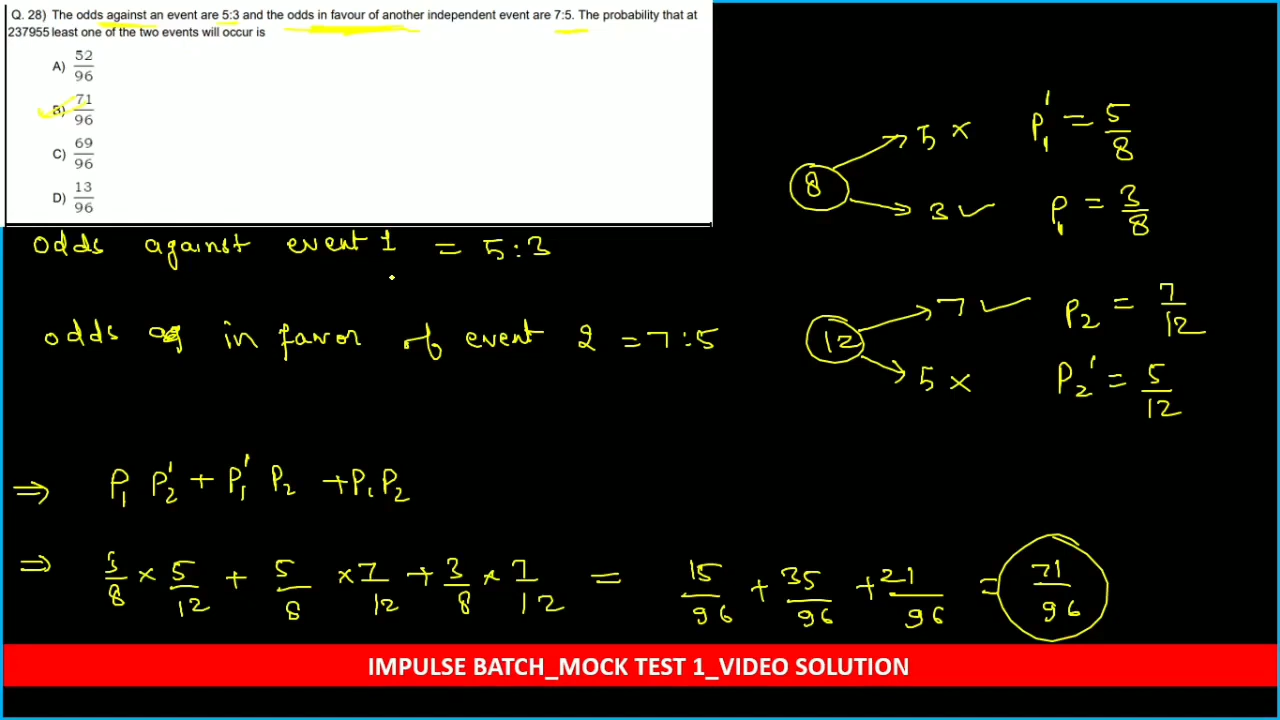 Q. 28) The odds against an event are 5:3 and the odds in favour of another independent event are 7:5. The probability that at
237955 least one of the two events will occur is
A) 52/96
B) 71/96
C) 69/96
D) 13/96
8 → 5 × P₁' = 5/8
→ 3 ✓ P₁ = 3/8
odds against event 1 = 5:3
12 → 7 ✓ P₂ = 7/12
odds in favor of event 2 = 7:5
→ 5 × P₂' = 5/12
⇒ P₁ P₂' + P₁' P₂ + P₁ P₂
⇒ 3/8 × 5/12 + 5/8 × 7/12 + 3/8 × 7/12 = 15/96 + 35/96 + 21/96 = 71/96
IMPULSE BATCH_MOCK TEST 1_VIDEO SOLUTION